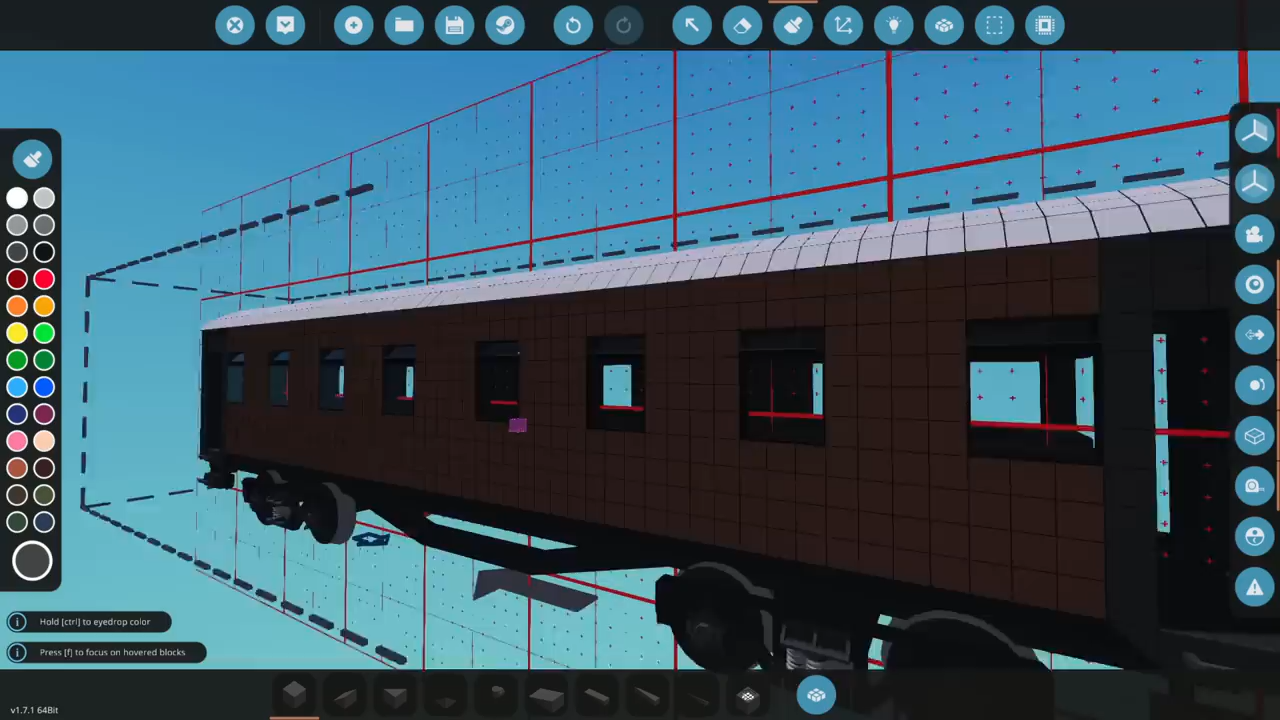 Hold [ctrl] to eyedrop color
Press [f] to focus on hovered blocks
v1.7.1 64Bit